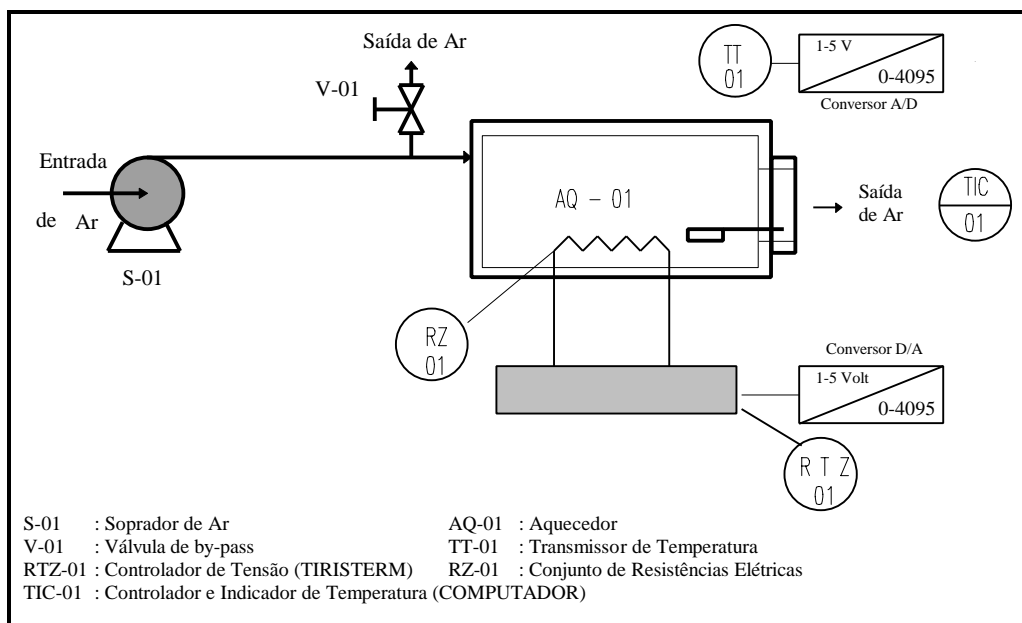 Saída de Ar
V-01
TT
01
1-5 V
0-4095
Conversor A/D
Entrada
de Ar
S-01
AQ - 01
Saída
de Ar
TIC
01
RZ
01
Conversor D/A
1-5 Volt
0-4095
R T Z
01
S-01 : Soprador de Ar
AQ-01 : Aquecedor
V-01 : Válvula de by-pass
TT-01 : Transmissor de Temperatura
RTZ-01 : Controlador de Tensão (TIRISTERM)
RZ-01 : Conjunto de Resistências Elétricas
TIC-01 : Controlador e Indicador de Temperatura (COMPUTADOR)